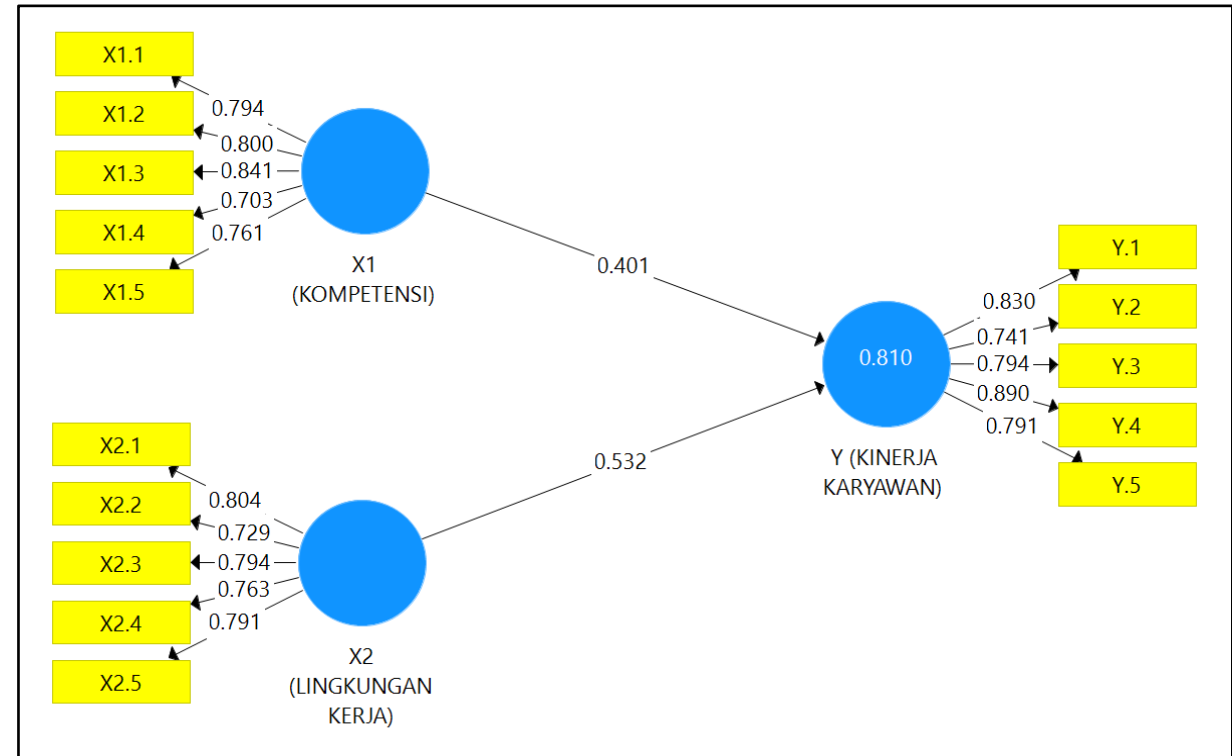 X1.1
X1.2
X1.3
X1.4
X1.5
0.794
0.800
0.841
0.703
0.761
X1
(KOMPETENSI)
0.401
X2.1
X2.2
X2.3
X2.4
X2.5
0.804
0.729
0.794
0.763
0.791
X2
(LINGKUNGAN
KERJA)
0.532
0.810
Y (KINERJA
KARYAWAN)
0.830
0.741
0.794
0.890
0.791
Y.1
Y.2
Y.3
Y.4
Y.5